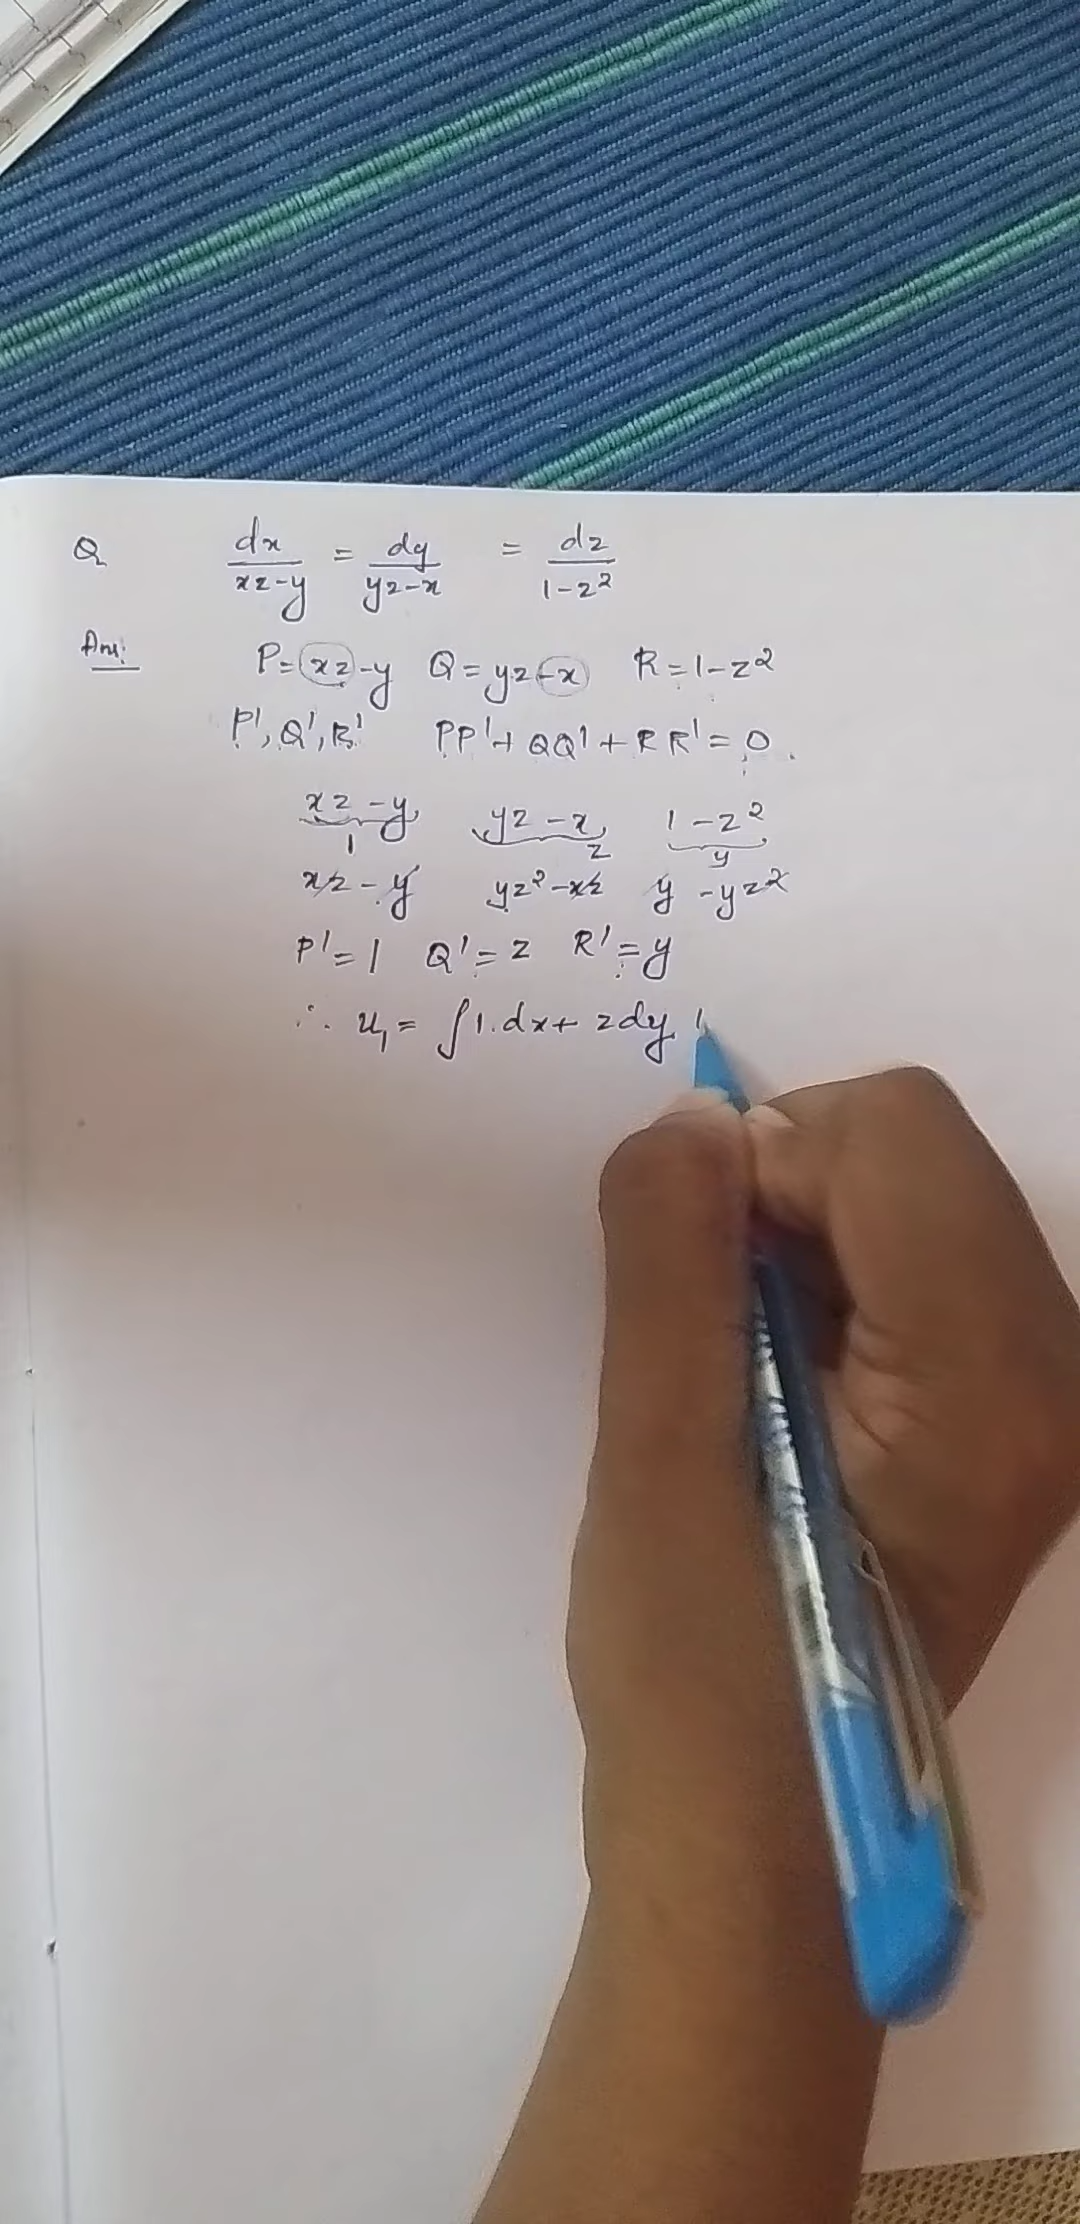 Q dx/xz-y = dy/yz-x = dz/1-z²
Ans: P=xz-y Q=yz-x R=1-z²
P', Q', R' PP'+QQ'+RR'=0.
xz-y yz-x 1-z²
1 z y
xz-y yz²-xz y-yz²
P'=1 Q'=z R'=y
∴ u₁ = ∫1.dx+zdy